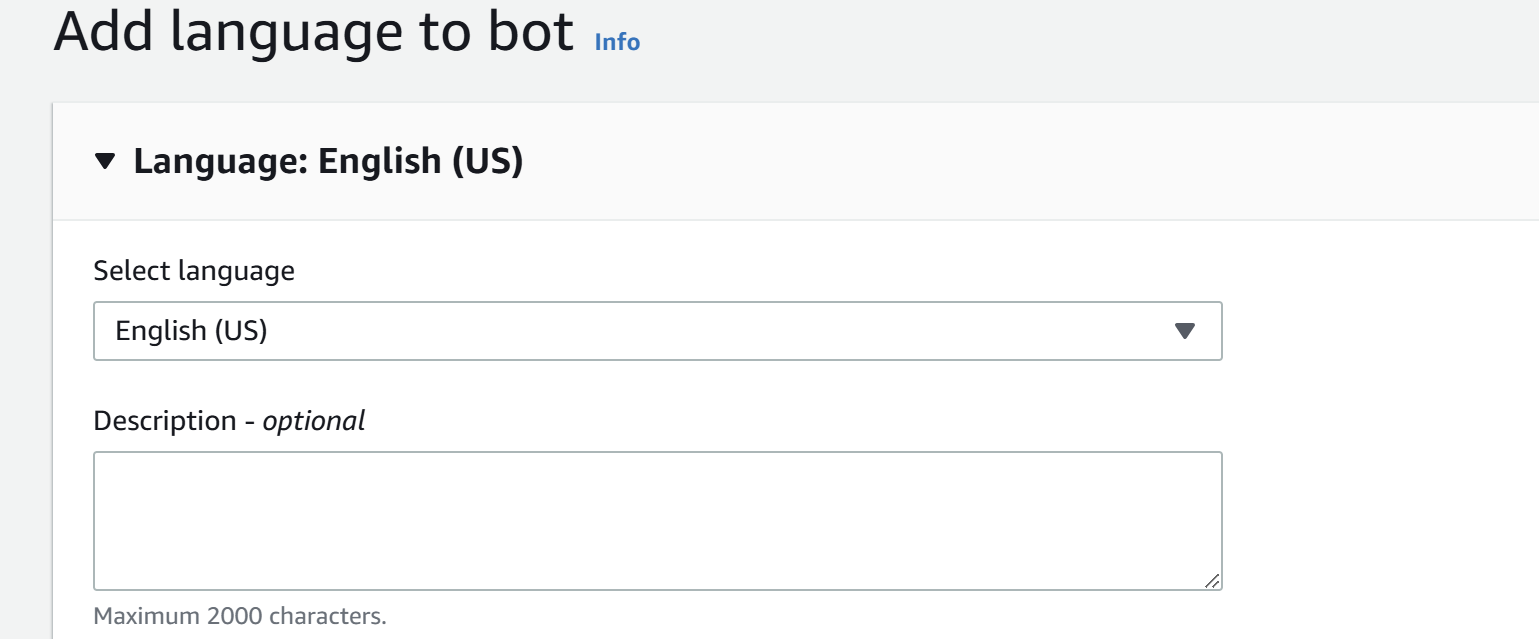 Add language to bot Info
Language: English (US)
Select language
English (US)
Description - optional
Maximum 2000 characters.